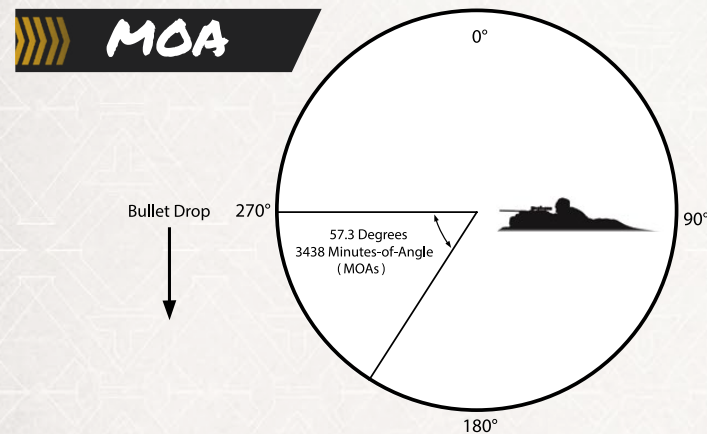 MOA
0°
Bullet Drop
270°
90°
57.3 Degrees
3438 Minutes-of-Angle
(MOAs)
180°